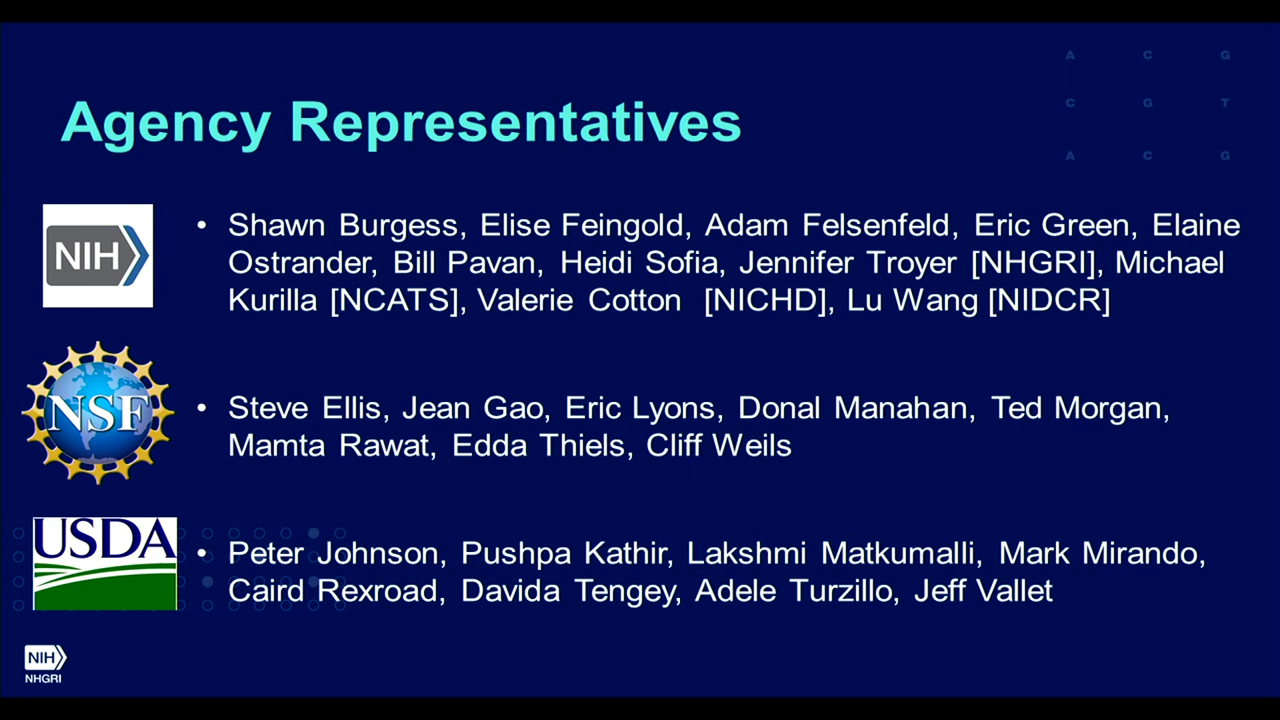 A C G
Agency Representatives
C G T
A C G
NIH
• Shawn Burgess, Elise Feingold, Adam Felsenfeld, Eric Green, Elaine
Ostrander, Bill Pavan, Heidi Sofia, Jennifer Troyer [NHGRI], Michael
Kurilla [NCATS], Valerie Cotton [NICHD], Lu Wang [NIDCR]
NSF
• Steve Ellis, Jean Gao, Eric Lyons, Donal Manahan, Ted Morgan,
Mamta Rawat, Edda Thiels, Cliff Weils
USDA
• Peter Johnson, Pushpa Kathir, Lakshmi Matkumalli, Mark Mirando,
Caird Rexroad, Davida Tengey, Adele Turzillo, Jeff Vallet
NIH
NHGRI